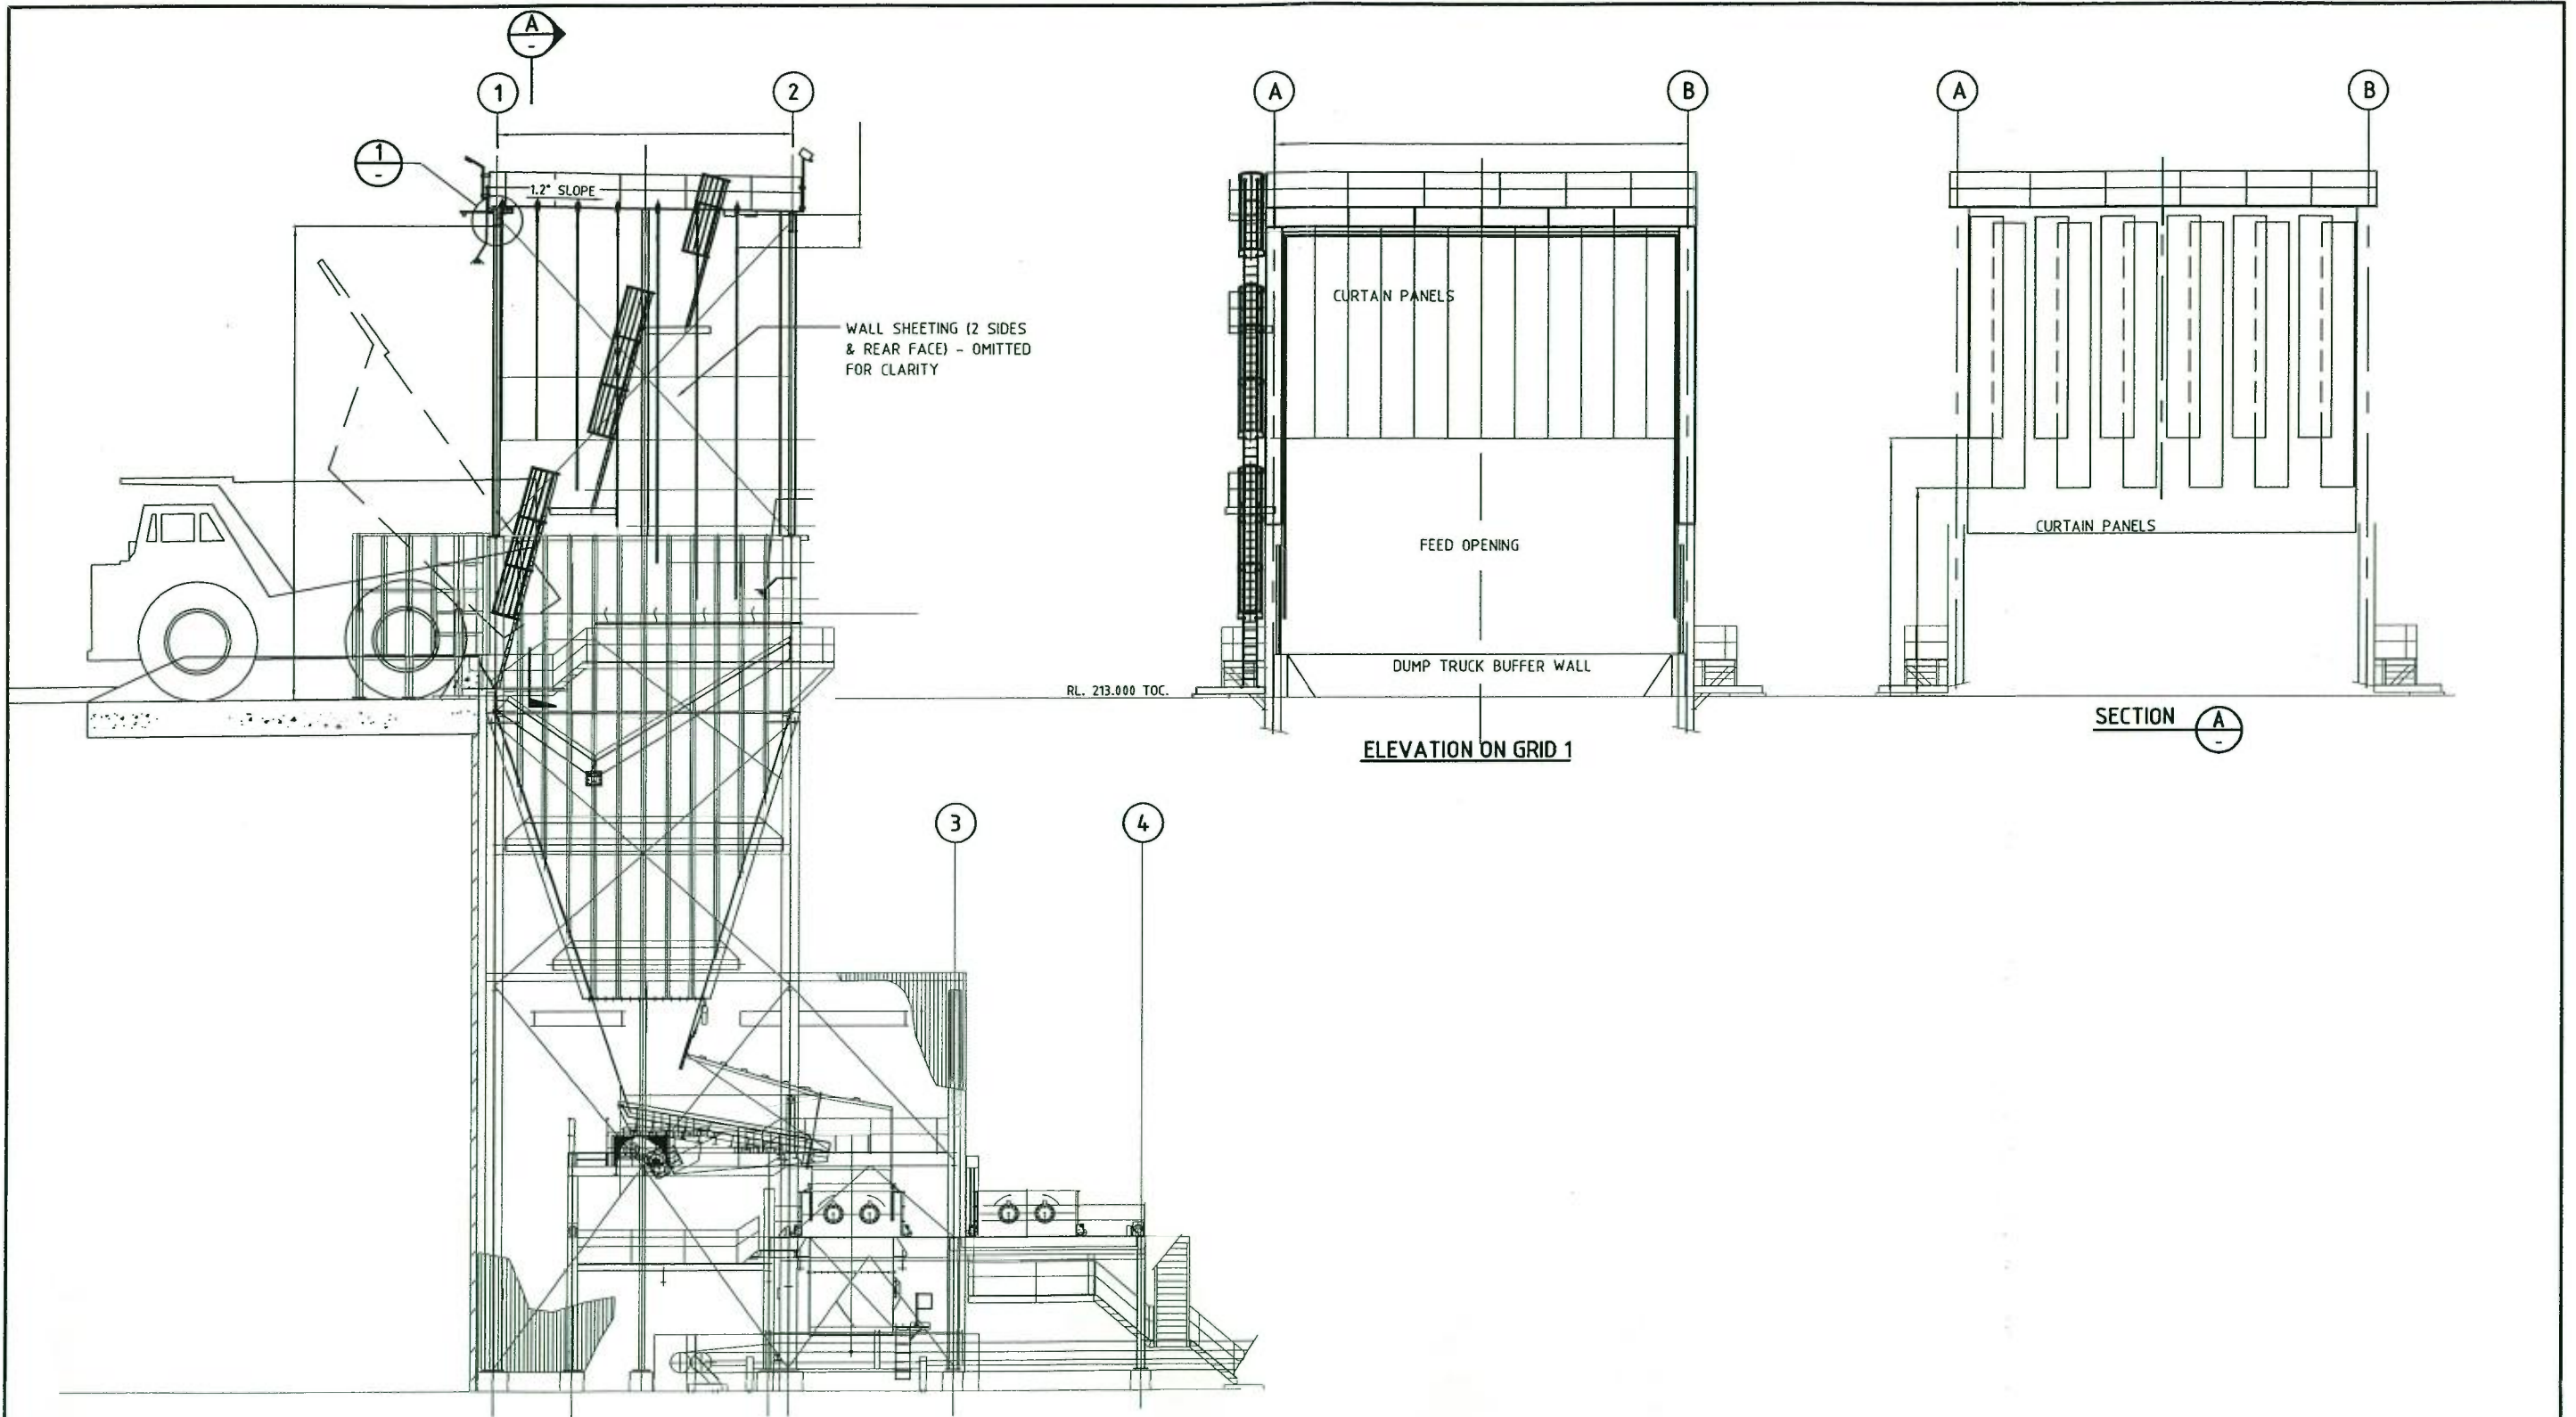 A
-
1
2
A
B
A
B
1
-
1.2° SLOPE
CURTAIN PANELS
WALL SHEETING (2 SIDES
& REAR FACE) - OMITTED
FOR CLARITY
CURTAIN PANELS
FEED OPENING
DUMP TRUCK BUFFER WALL
RL. 213.000 TOC.
SECTION
A
-
ELEVATION ON GRID 1
3
4